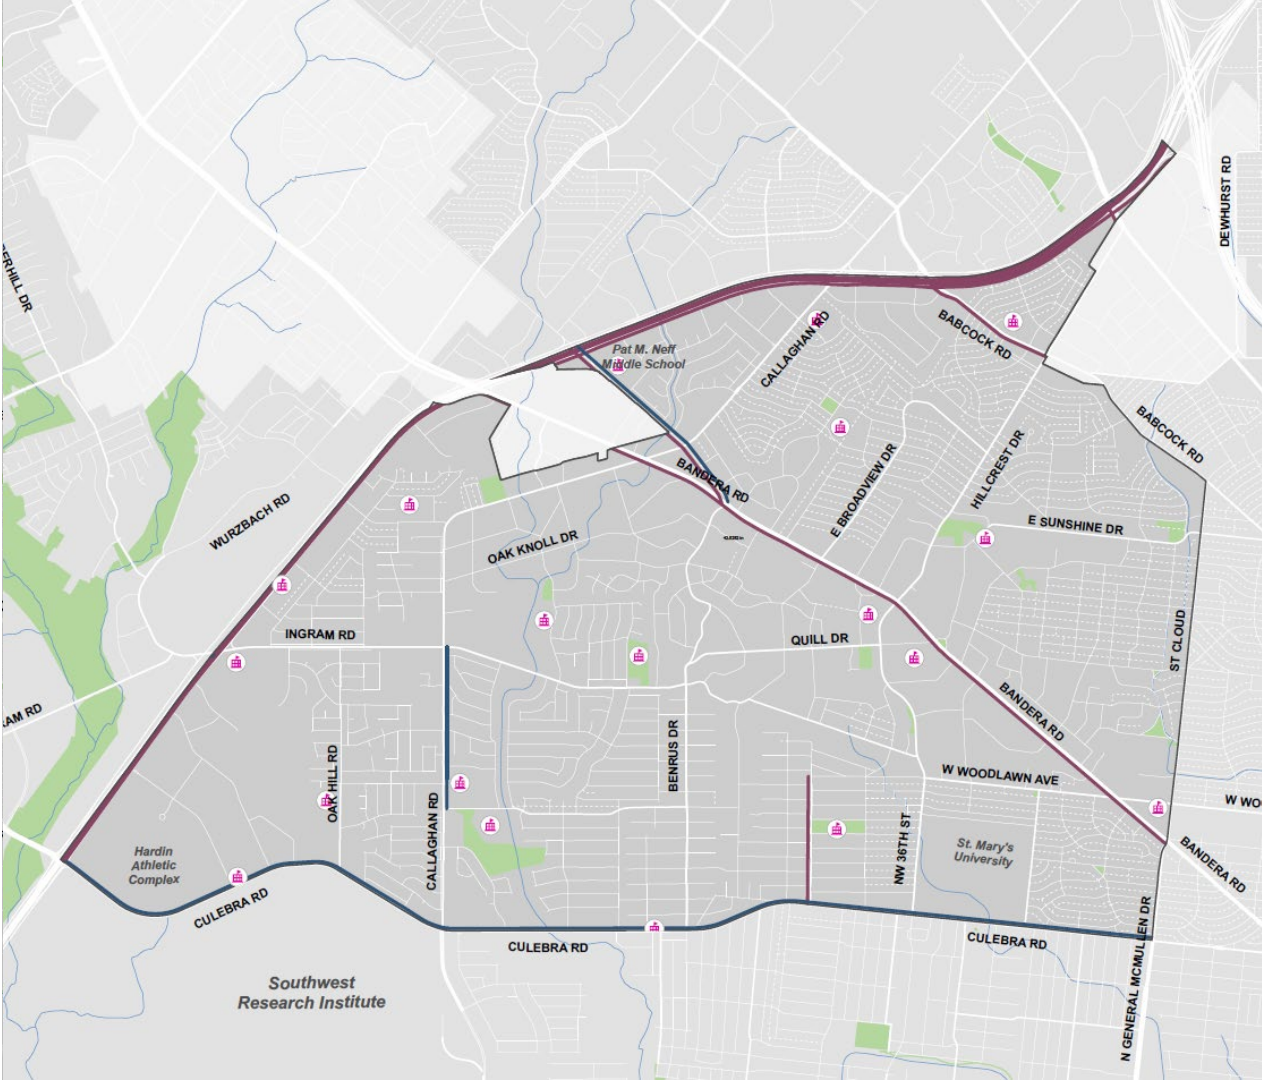 DEWHURST RD
ERHILL DR
BABCOCK RD
CALLAGHAN RD
Pat M. Neff
Middle School
BABCOCK RD
BANDERA RD
HILLCREST DR
E BROADVIEW DR
WURZBACH RD
E SUNSHINE DR
OAK KNOLL DR
INGRAM RD
QUILL DR
ST CLOUD
AM RD
BANDERA RD
BENRUS DR
OAK HILL RD
W WOODLAWN AVE
W WO
CALLAGHAN RD
NW 36TH ST
Hardin
Athletic
Complex
St. Mary's
University
BANDERA RD
CULEBRA RD
CULEBRA RD
CULEBRA RD
N GENERAL MCMULLEN DR
Southwest
Research Institute